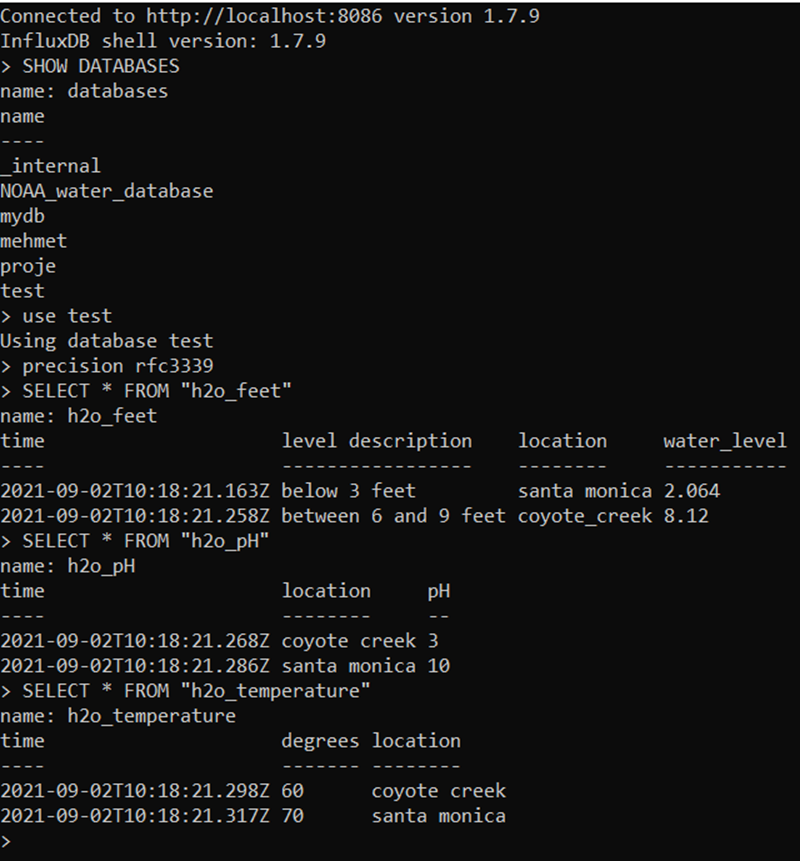 Connected to http://localhost:8086 version 1.7.9
InfluxDB shell version: 1.7.9
> SHOW DATABASES
name: databases
name
----
_internal
NOAA_water_database
mydb
mehmet
proje
test
> use test
Using database test
> precision rfc3339
> SELECT * FROM "h2o_feet"
name: h2o_feet
time                     level description    location     water_level
----                     -----------------    --------     -----------
2021-09-02T10:18:21.163Z below 3 feet         santa monica 2.064
2021-09-02T10:18:21.258Z between 6 and 9 feet coyote_creek 8.12
> SELECT * FROM "h2o_pH"
name: h2o_pH
time                     location     pH
----                     --------     --
2021-09-02T10:18:21.268Z coyote creek 3
2021-09-02T10:18:21.286Z santa monica 10
> SELECT * FROM "h2o_temperature"
name: h2o_temperature
time                     degrees location
----                     ------- --------
2021-09-02T10:18:21.298Z 60      coyote creek
2021-09-02T10:18:21.317Z 70      santa monica
>